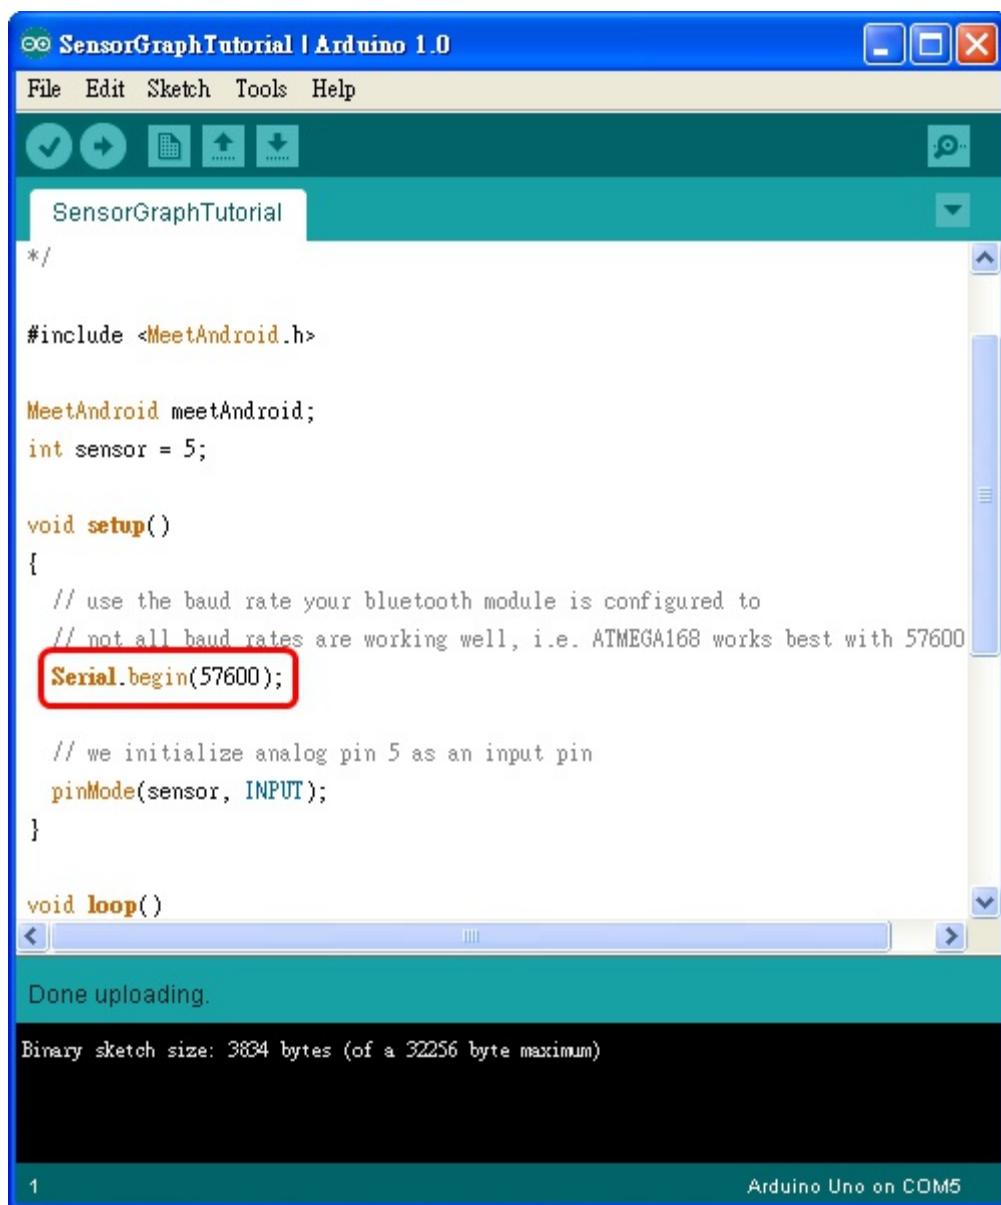 SensorGraphTutorial | Arduino 1.0
File Edit Sketch Tools Help
SensorGraphTutorial
*/
#include <MeetAndroid.h>
MeetAndroid meetAndroid;
int sensor = 5;
void setup()
{
// use the baud rate your bluetooth module is configured to
// not all baud rates are working well, i.e. ATMEGA168 works best with 57600
Serial.begin(57600);
// we initialize analog pin 5 as an input pin
pinMode(sensor, INPUT);
}
void loop()
Done uploading.
Binary sketch size: 3834 bytes (of a 32256 byte maximum)
1 Arduino Uno on COM5